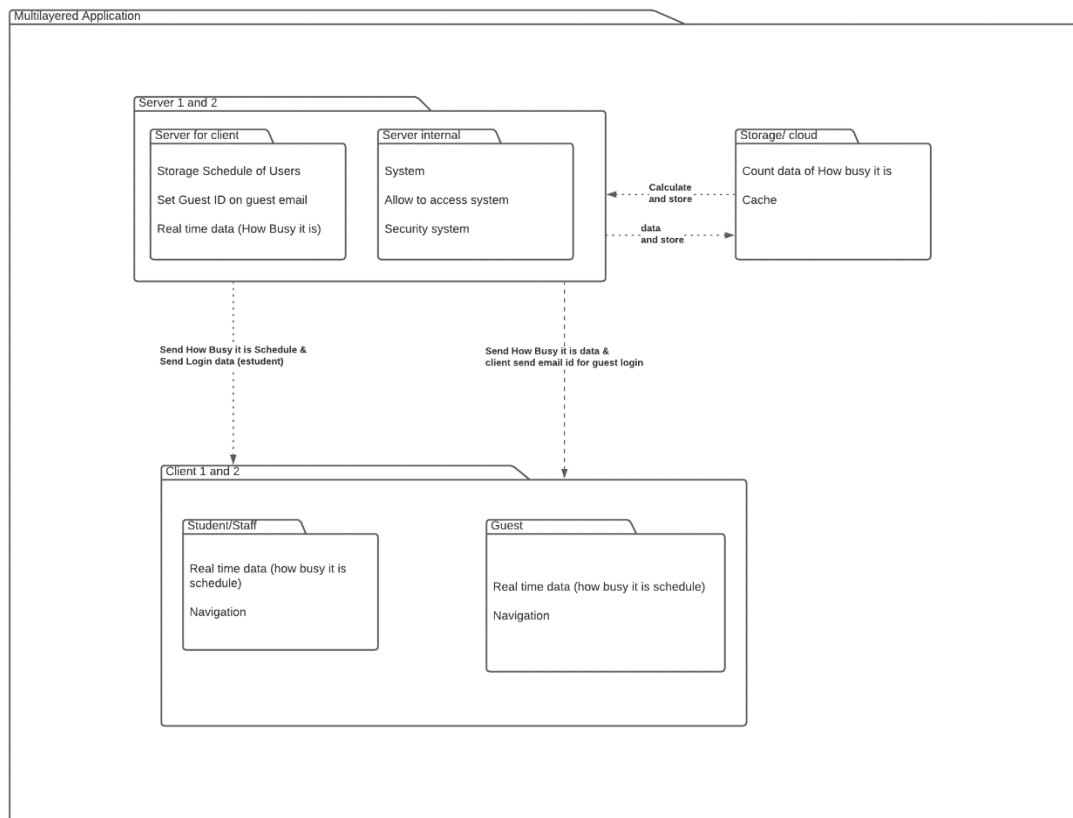 Multilayered Application
Server 1 and 2
Server for client
Storage Schedule of Users
Set Guest ID on guest email
Real time data (How Busy it is)
Server internal
System
Allow to access system
Security system
Storage/ cloud
Count data of How busy it is
Cache
Calculate
and store
data
and store
Send How Busy it is Schedule &
Send Login data (estudent)
Send How Busy it is data &
client send email id for guest login
Client 1 and 2
Student/Staff
Real time data (how busy it is
schedule)
Navigation
Guest
Real time data (how busy it is schedule)
Navigation